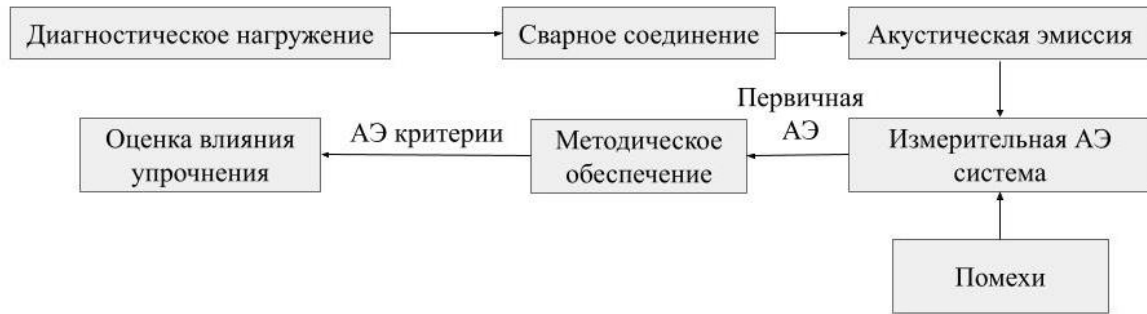 Диагностическое нагружение
Сварное соединение
Акустическая эмиссия
Оценка влияния
упрочнения
АЭ критерии
Методическое
обеспечение
Первичная
АЭ
Измерительная АЭ
система
Помехи